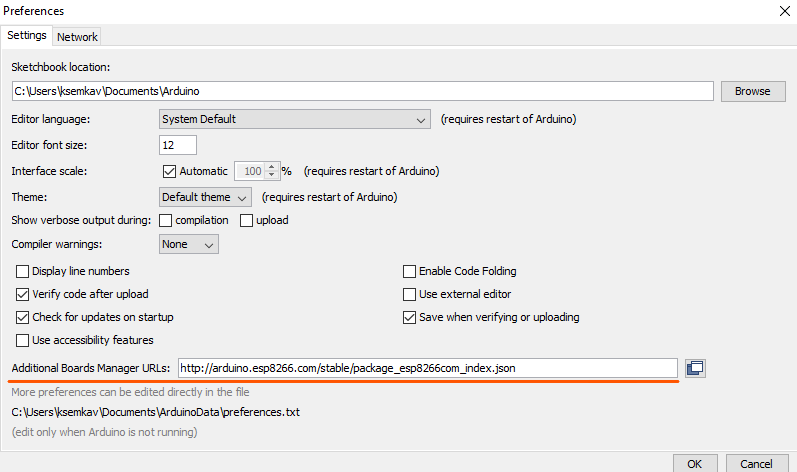 Preferences
Settings Network
Sketchbook location:
C:\Users\ksemkav\Documents\Arduino Browse
Editor language: System Default (requires restart of Arduino)
Editor font size: 12
Interface scale: Automatic 100 % (requires restart of Arduino)
Theme: Default theme (requires restart of Arduino)
Show verbose output during: compilation upload
Compiler warnings: None
Display line numbers Enable Code Folding
Verify code after upload Use external editor
Check for updates on startup Save when verifying or uploading
Use accessibility features
Additional Boards Manager URLs: http://arduino.esp8266.com/stable/package_esp8266com_index.json
More preferences can be edited directly in the file
C:\Users\ksemkav\Documents\ArduinoData\preferences.txt
(edit only when Arduino is not running)
OK Cancel